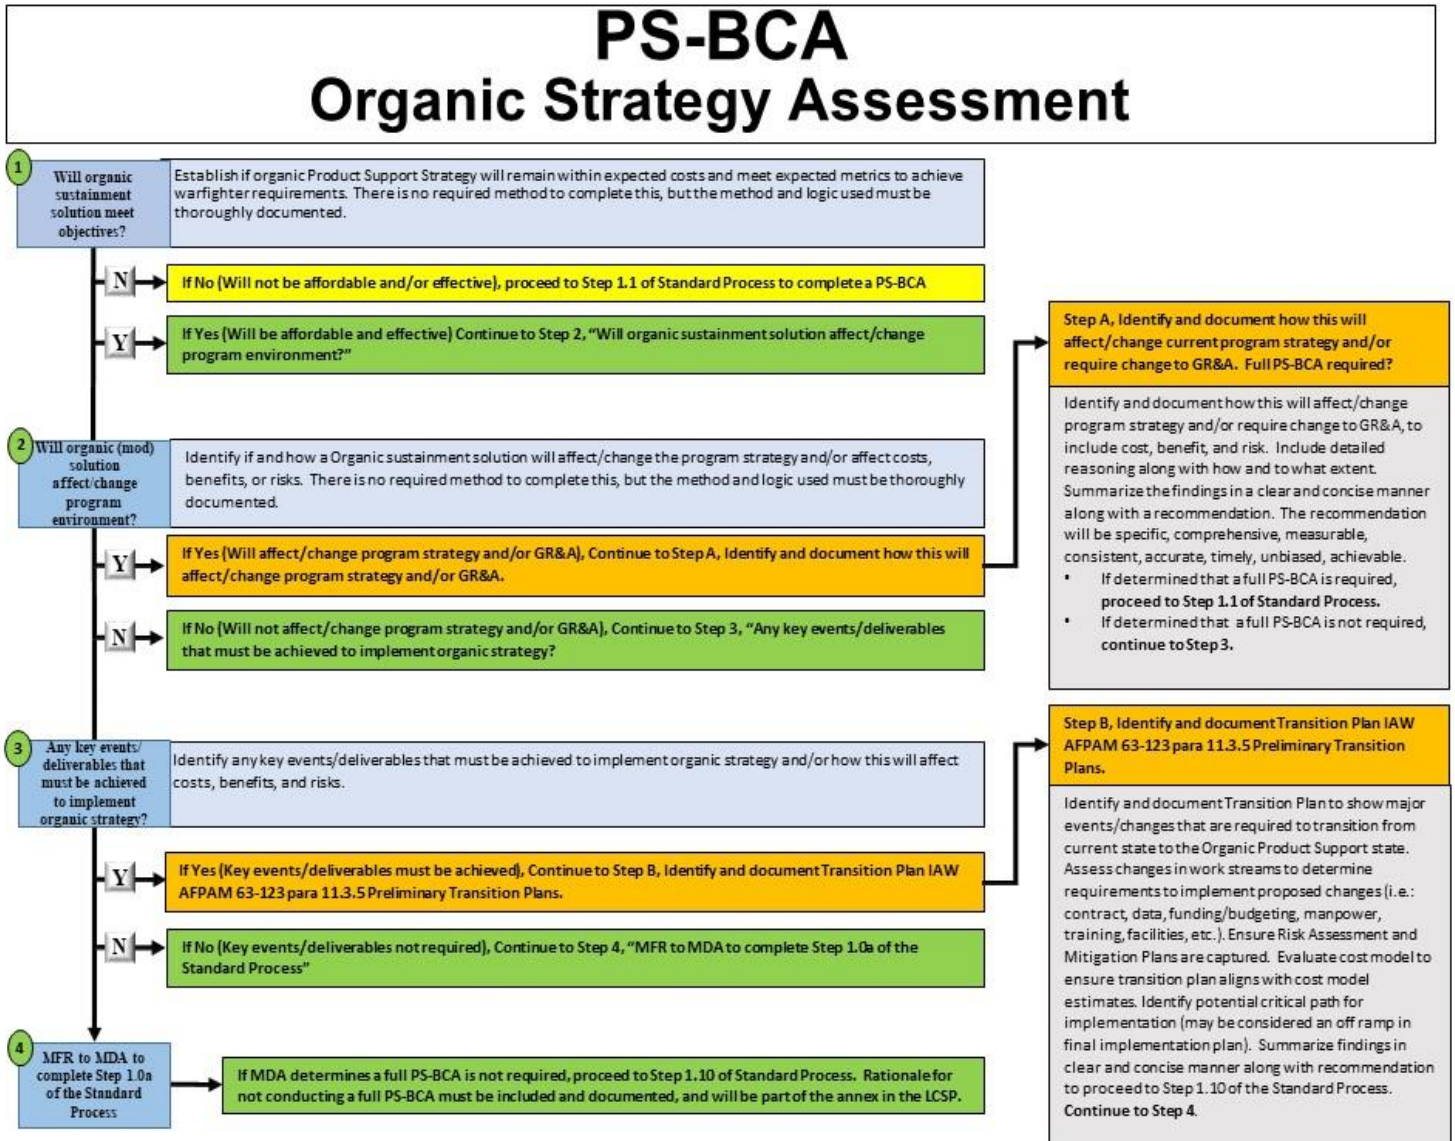 PS-BCA
Organic Strategy Assessment
1
Will organic
sustainment
solution meet
objectives?
Establish if organic Product Support Strategy will remain within expected costs and meet expected metrics to achieve
warfighter requirements. There is no required method to complete this, but the method and logic used must be
thoroughly documented.
N
If No (Will not be affordable and/or effective), proceed to Step 1.1 of Standard Process to complete a PS-BCA
Y
If Yes (Will be affordable and effective) Continue to Step 2, “Will organic sustainment solution affect/change
program environment?”
2
Will organic (mod)
solution
affect/change
program
environment?
Identify if and how a Organic sustainment solution will affect/change the program strategy and/or affect costs,
benefits, or risks. There is no required method to complete this, but the method and logic used must be thoroughly
documented.
Y
If Yes (Will affect/change program strategy and/or GR&A), Continue to Step A, Identify and document how this will
affect/change program strategy and/or GR&A.
N
If No (Will not affect/change program strategy and/or GR&A), Continue to Step 3, “Any key events/deliverables
that must be achieved to implement organic strategy?
Step A, Identify and document how this will
affect/change current program strategy and/or
require change to GR&A. Full PS-BCA required?
Identify and document how this will affect/change
program strategy and/or require change to GR&A, to
include cost, benefit, and risk. Include detailed
reasoning along with how and to what extent.
Summarize the findings in a clear and concise manner
along with a recommendation. The recommendation
will be specific, comprehensive, measurable,
consistent, accurate, timely, unbiased, achievable.
• If determined that a full PS-BCA is required,
proceed to Step 1.1 of Standard Process.
• If determined that a full PS-BCA is not required,
continue to Step 3.
3
Any key events/
deliverables that
must be achieved
to implement
organic strategy?
Identify any key events/deliverables that must be achieved to implement organic strategy and/or how this will affect
costs, benefits, and risks.
Y
If Yes (Key events/deliverables must be achieved), Continue to Step B, Identify and document Transition Plan IAW
AFPAM 63-123 para 11.3.5 Preliminary Transition Plans.
N
If No (Key events/deliverables not required), Continue to Step 4, “MFR to MDA to complete Step 1.0a of the
Standard Process”
Step B, Identify and document Transition Plan IAW
AFPAM 63-123 para 11.3.5 Preliminary Transition
Plans.
Identify and document Transition Plan to show major
events/changes that are required to transition from
current state to the Organic Product Support state.
Assess changes in work streams to determine
requirements to implement proposed changes (i.e.:
contract, data, funding/budgeting, manpower,
training, facilities, etc.). Ensure Risk Assessment and
Mitigation Plans are captured. Evaluate cost model to
ensure transition plan aligns with cost model
estimates. Identify potential critical path for
implementation (may be considered an off ramp in
final implementation plan). Summarize findings in
clear and concise manner along with recommendation
to proceed to Step 1.10 of the Standard Process.
Continue to Step 4.
4
MFR to MDA to
complete Step 1.0a
of the Standard
Process
If MDA determines a full PS-BCA is not required, proceed to Step 1.10 of Standard Process. Rationale for
not conducting a full PS-BCA must be included and documented, and will be part of the annex in the LCSP.